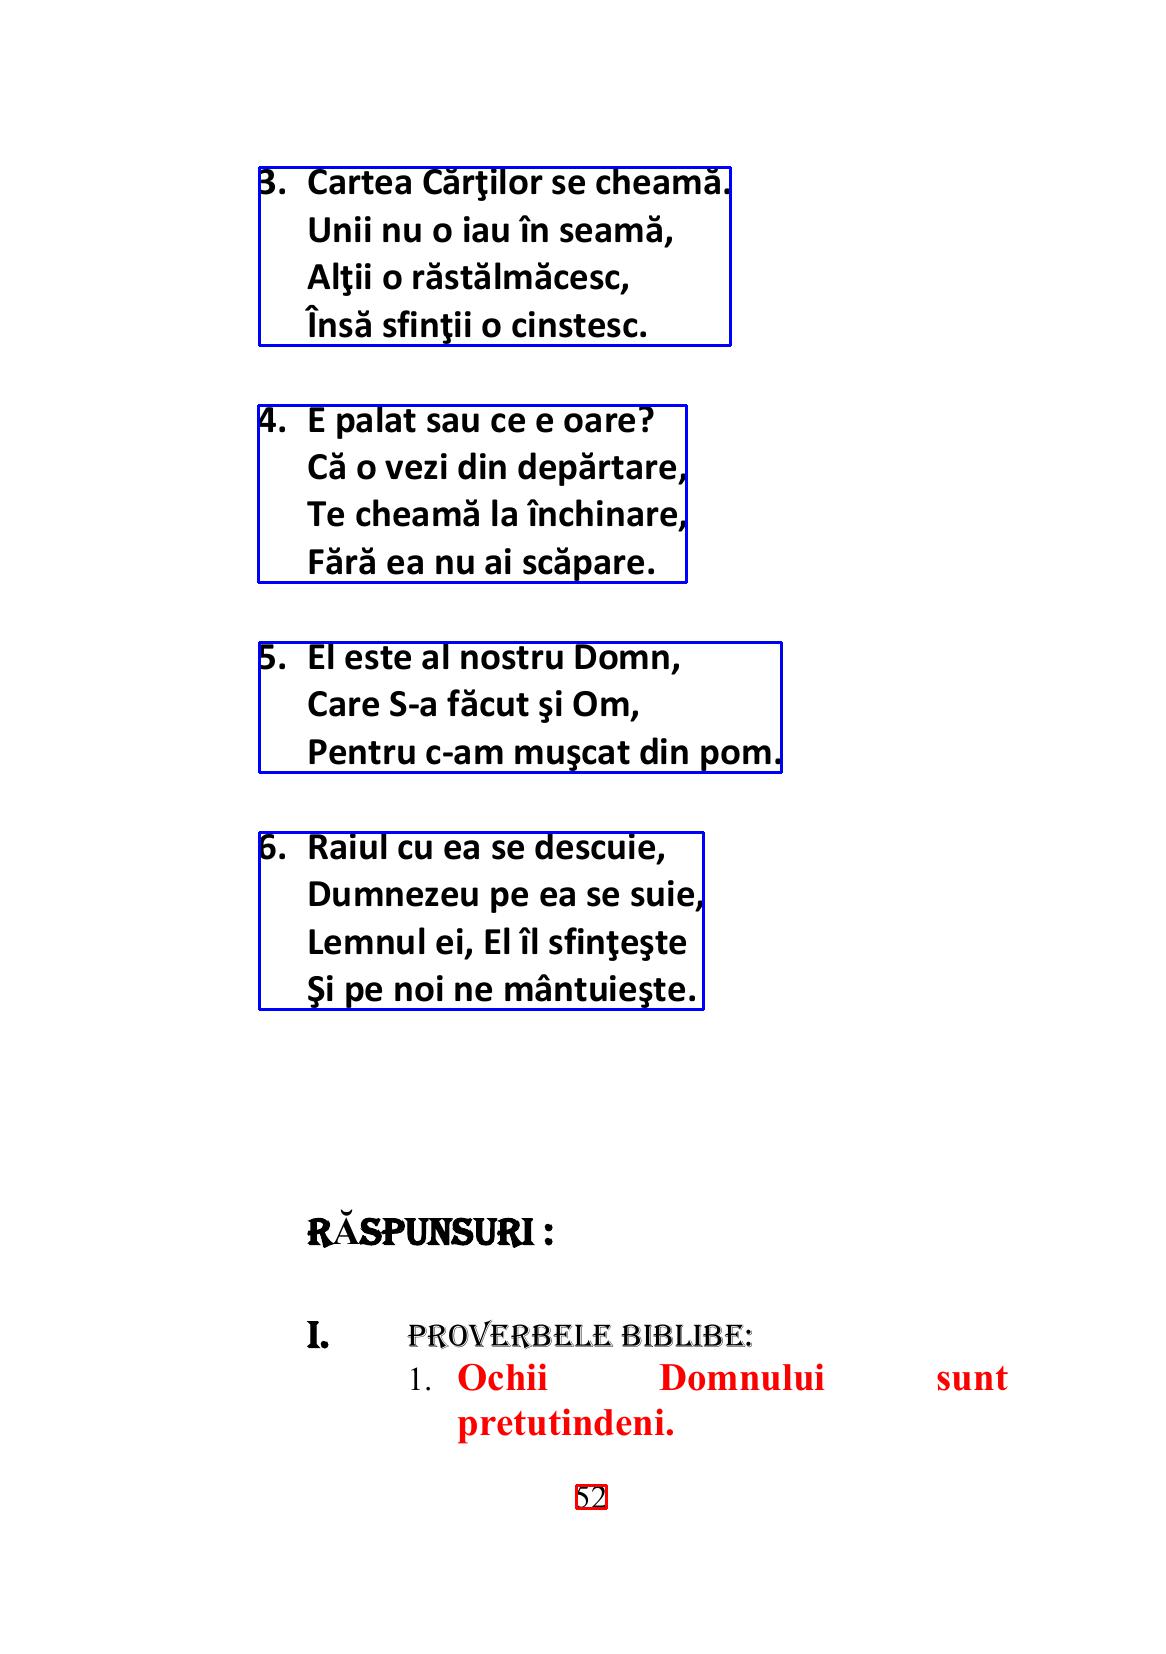 3. Cartea Cărţilor se cheamă.
Unii nu o iau în seamă,
Alţii o răstălmăcesc,
Însă sfinţii o cinstesc.
4. E palat sau ce e oare?
Că o vezi din depărtare,
Te cheamă la închinare,
Fără ea nu ai scăpare.
5. El este al nostru Domn,
Care S-a făcut şi Om,
Pentru c-am muşcat din pom.
6. Raiul cu ea se descuie,
Dumnezeu pe ea se suie,
Lemnul ei, El îl sfinţeşte
Şi pe noi ne mântuieşte.
RĂSPUNSURI :
I. PROVERBELE BIBLIBE:
1. Ochii Domnului sunt
pretutindeni.
52